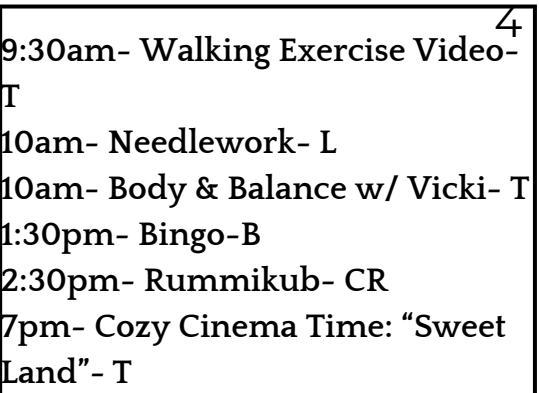 4
9:30am- Walking Exercise Video-
T
10am- Needlework- L
10am- Body & Balance w/ Vicki- T
1:30pm- Bingo-B
2:30pm- Rummikub- CR
7pm- Cozy Cinema Time: “Sweet
Land”- T